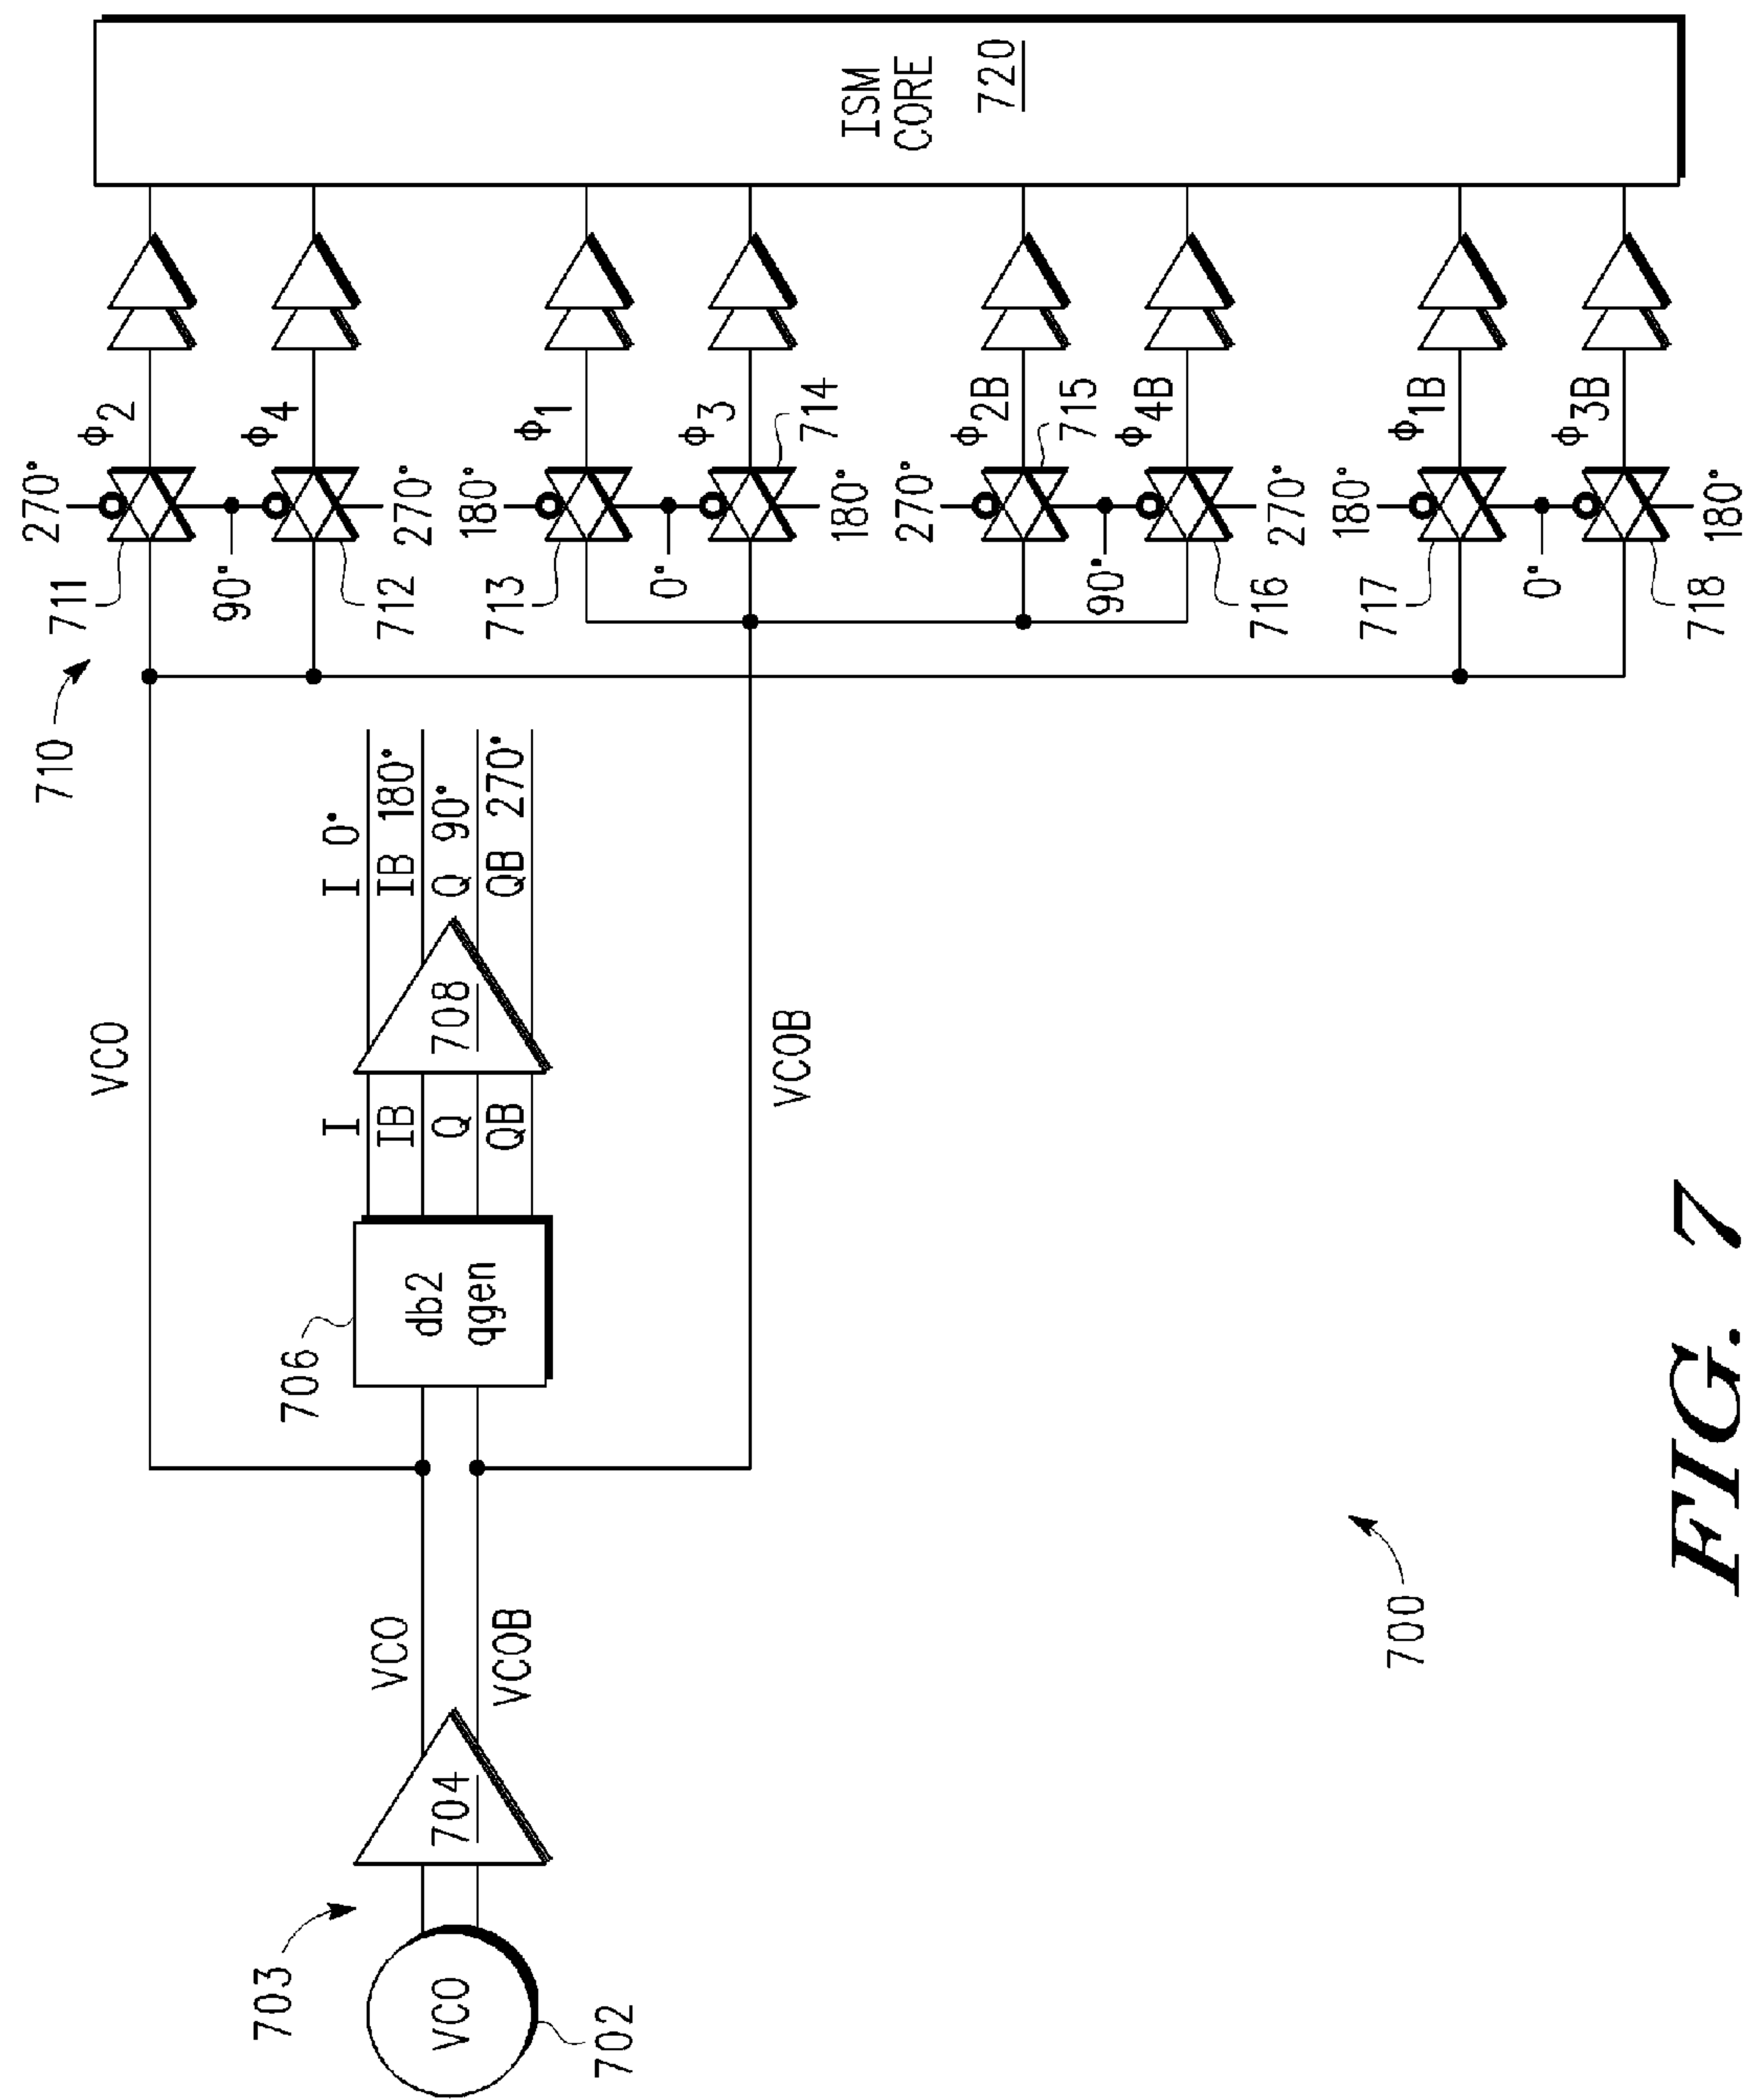 703
VCO
702
704
VCO
VCOB
706
db2
qgen
I
IB
Q
QB
708
I 0°
IB 180°
Q 90°
QB 270°
VCO
VCOB
710
711
270°
Φ2
90°
712
Φ4
270°
713
180°
Φ1
0°
Φ3
714
180°
270°
Φ2B
715
90°
Φ4B
716
270°
717
180°
Φ1B
0°
Φ3B
718
180°
ISM
CORE
720
700
FIG. 7